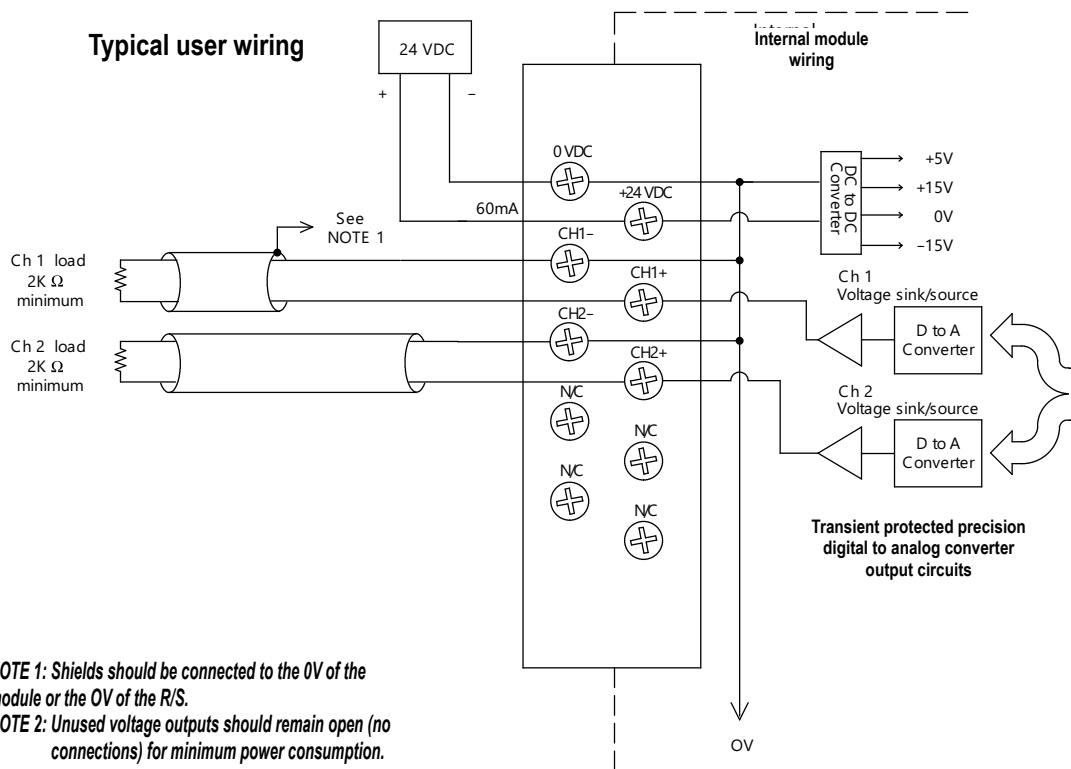 Typical user wiring
24 VDC
+
–
Internal module
wiring
0 VDC
+24 VDC
60mA
DC to DC
Converter
+5V
+15V
0V
–15V
See
NOTE 1
CH1–
CH1+
Ch 1 load
2K Ω
minimum
Ch 1
Voltage sink/source
D to A
Converter
CH2–
CH2+
Ch 2 load
2K Ω
minimum
Ch 2
Voltage sink/source
D to A
Converter
N/C
N/C
N/C
N/C
Transient protected precision
digital to analog converter
output circuits
OTE 1: Shields should be connected to the 0V of the
odule or the OV of the R/S.
OTE 2: Unused voltage outputs should remain open (no
connections) for minimum power consumption.
OV